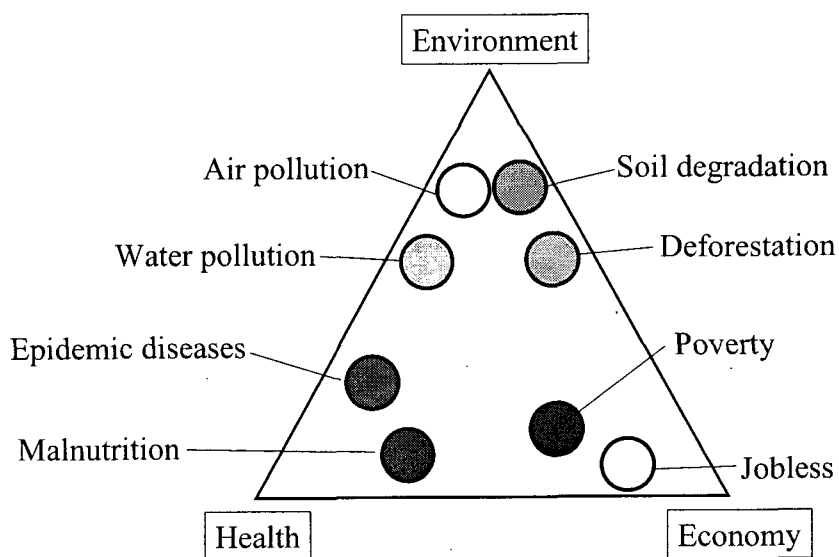 Environment
Air pollution
Soil degradation
Water pollution
Deforestation
Epidemic diseases
Poverty
Malnutrition
Jobless
Health
Economy